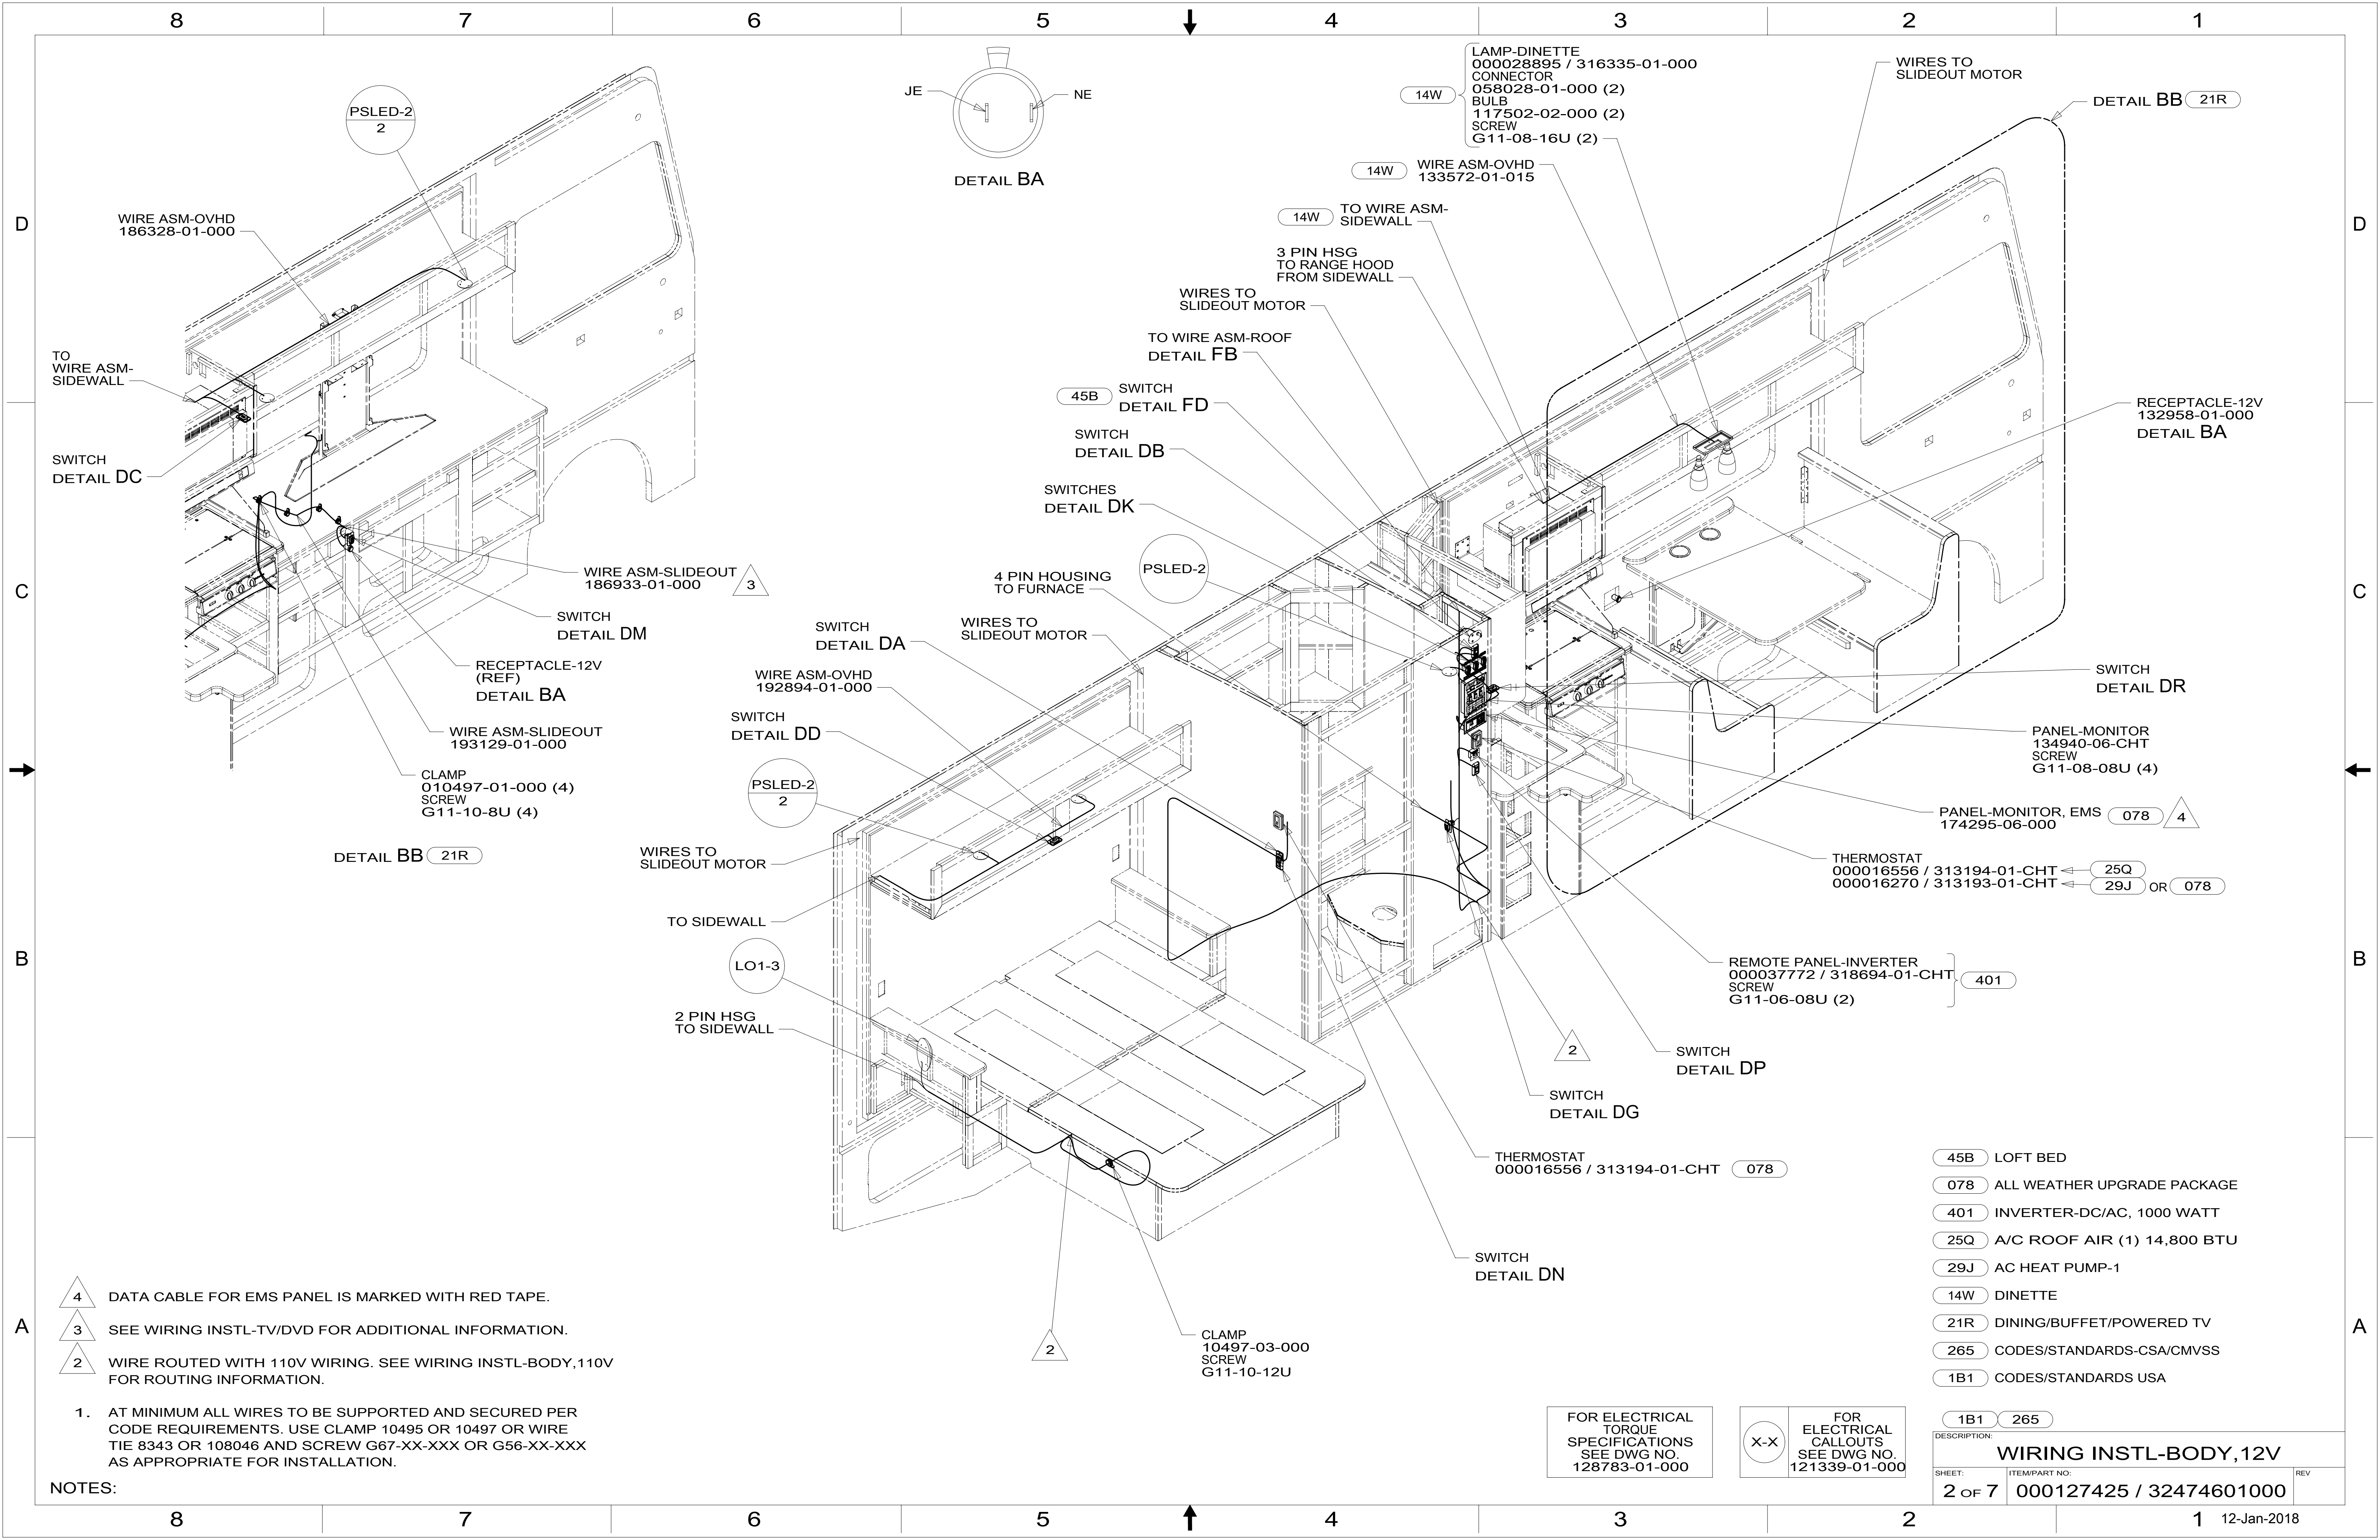 8 7 6 5 4 3 2 1
D
C
B
A
D
C
B
A
PSLED-2
2
WIRE ASM-OVHD
186328-01-000
TO
WIRE ASM-
SIDEWALL
SWITCH
DETAIL DC
WIRE ASM-SLIDEOUT
186933-01-000
3
SWITCH
DETAIL DM
RECEPTACLE-12V
(REF)
DETAIL BA
WIRE ASM-SLIDEOUT
193129-01-000
CLAMP
010497-01-000 (4)
SCREW
G11-10-8U (4)
DETAIL BB 21R
JE
NE
DETAIL BA
LAMP-DINETTE
000028895 / 316335-01-000
CONNECTOR
058028-01-000 (2)
BULB
117502-02-000 (2)
SCREW
G11-08-16U (2)
14W
14W
WIRE ASM-OVHD
133572-01-015
14W
TO WIRE ASM-
SIDEWALL
3 PIN HSG
TO RANGE HOOD
FROM SIDEWALL
WIRES TO
SLIDEOUT MOTOR
TO WIRE ASM-ROOF
DETAIL FB
45B
SWITCH
DETAIL FD
SWITCH
DETAIL DB
SWITCHES
DETAIL DK
PSLED-2
4 PIN HOUSING
TO FURNACE
SWITCH
DETAIL DA
WIRES TO
SLIDEOUT MOTOR
WIRE ASM-OVHD
192894-01-000
SWITCH
DETAIL DD
PSLED-2
2
WIRES TO
SLIDEOUT MOTOR
TO SIDEWALL
LO1-3
2 PIN HSG
TO SIDEWALL
WIRES TO
SLIDEOUT MOTOR
DETAIL BB 21R
RECEPTACLE-12V
132958-01-000
DETAIL BA
SWITCH
DETAIL DR
PANEL-MONITOR
134940-06-CHT
SCREW
G11-08-08U (4)
PANEL-MONITOR, EMS
174295-06-000
078
4
THERMOSTAT
000016556 / 313194-01-CHT 25Q
000016270 / 313193-01-CHT 29J OR 078
REMOTE PANEL-INVERTER
000037772 / 318694-01-CHT
SCREW
G11-06-08U (2)
401
2
SWITCH
DETAIL DP
SWITCH
DETAIL DG
THERMOSTAT
000016556 / 313194-01-CHT 078
SWITCH
DETAIL DN
2
CLAMP
10497-03-000
SCREW
G11-10-12U
45B LOFT BED
078 ALL WEATHER UPGRADE PACKAGE
401 INVERTER-DC/AC, 1000 WATT
25Q A/C ROOF AIR (1) 14,800 BTU
29J AC HEAT PUMP-1
14W DINETTE
21R DINING/BUFFET/POWERED TV
265 CODES/STANDARDS-CSA/CMVSS
1B1 CODES/STANDARDS USA
4 DATA CABLE FOR EMS PANEL IS MARKED WITH RED TAPE.
3 SEE WIRING INSTL-TV/DVD FOR ADDITIONAL INFORMATION.
2 WIRE ROUTED WITH 110V WIRING. SEE WIRING INSTL-BODY,110V
FOR ROUTING INFORMATION.
1. AT MINIMUM ALL WIRES TO BE SUPPORTED AND SECURED PER
CODE REQUIREMENTS. USE CLAMP 10495 OR 10497 OR WIRE
TIE 8343 OR 108046 AND SCREW G67-XX-XXX OR G56-XX-XXX
AS APPROPRIATE FOR INSTALLATION.
NOTES:
FOR ELECTRICAL
TORQUE
SPECIFICATIONS
SEE DWG NO.
128783-01-000
X-X
FOR
ELECTRICAL
CALLOUTS
SEE DWG NO.
121339-01-000
1B1 265
DESCRIPTION:
WIRING INSTL-BODY,12V
SHEET:
2 OF 7
ITEM/PART NO:
000127425 / 32474601000
REV
8 7 6 5 4 3 2 1
12-Jan-2018